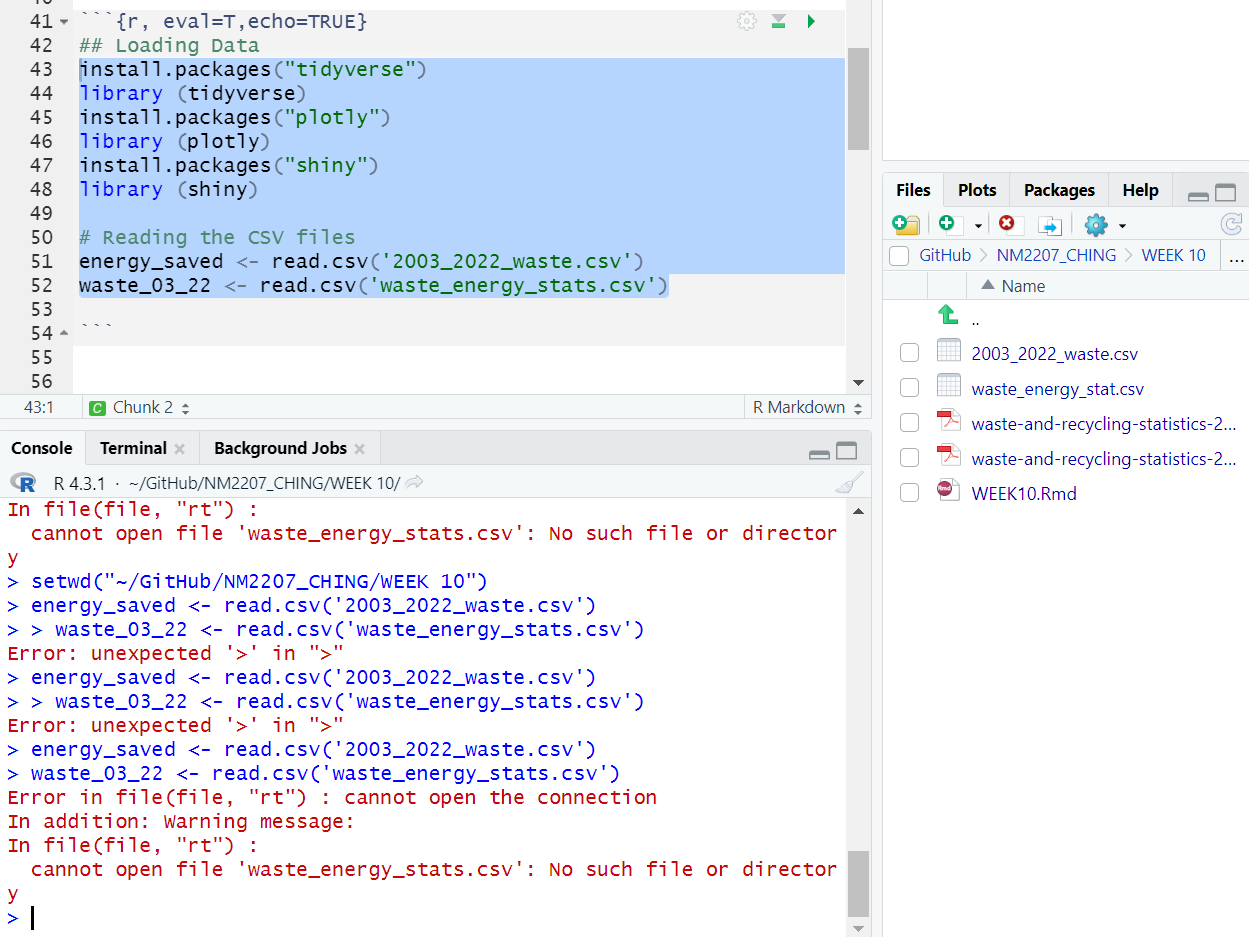 41 ```{r, eval=T,echo=TRUE}
42 ## Loading Data
43 install.packages("tidyverse")
44 library (tidyverse)
45 install.packages("plotly")
46 library (plotly)
47 install.packages("shiny")
48 library (shiny)
49
50 # Reading the CSV files
51 energy_saved <- read.csv('2003_2022_waste.csv')
52 waste_03_22 <- read.csv('waste_energy_stats.csv')
53
54 ```
55
56
43:1 C Chunk 2 R Markdown
Console Terminal Background Jobs
R R 4.3.1 · ~/GitHub/NM2207_CHING/WEEK 10/
In file(file, "rt") :
cannot open file 'waste_energy_stats.csv': No such file or director
y
> setwd("~/GitHub/NM2207_CHING/WEEK 10")
> energy_saved <- read.csv('2003_2022_waste.csv')
> > waste_03_22 <- read.csv('waste_energy_stats.csv')
Error: unexpected '>' in ">"
> energy_saved <- read.csv('2003_2022_waste.csv')
> > waste_03_22 <- read.csv('waste_energy_stats.csv')
Error: unexpected '>' in ">"
> energy_saved <- read.csv('2003_2022_waste.csv')
> waste_03_22 <- read.csv('waste_energy_stats.csv')
Error in file(file, "rt") : cannot open the connection
In addition: Warning message:
In file(file, "rt") :
cannot open file 'waste_energy_stats.csv': No such file or director
y
>
Files Plots Packages Help
GitHub NM2207_CHING WEEK 10 ...
Name
..
2003_2022_waste.csv
waste_energy_stat.csv
waste-and-recycling-statistics-2...
waste-and-recycling-statistics-2...
Rmd WEEK10.Rmd